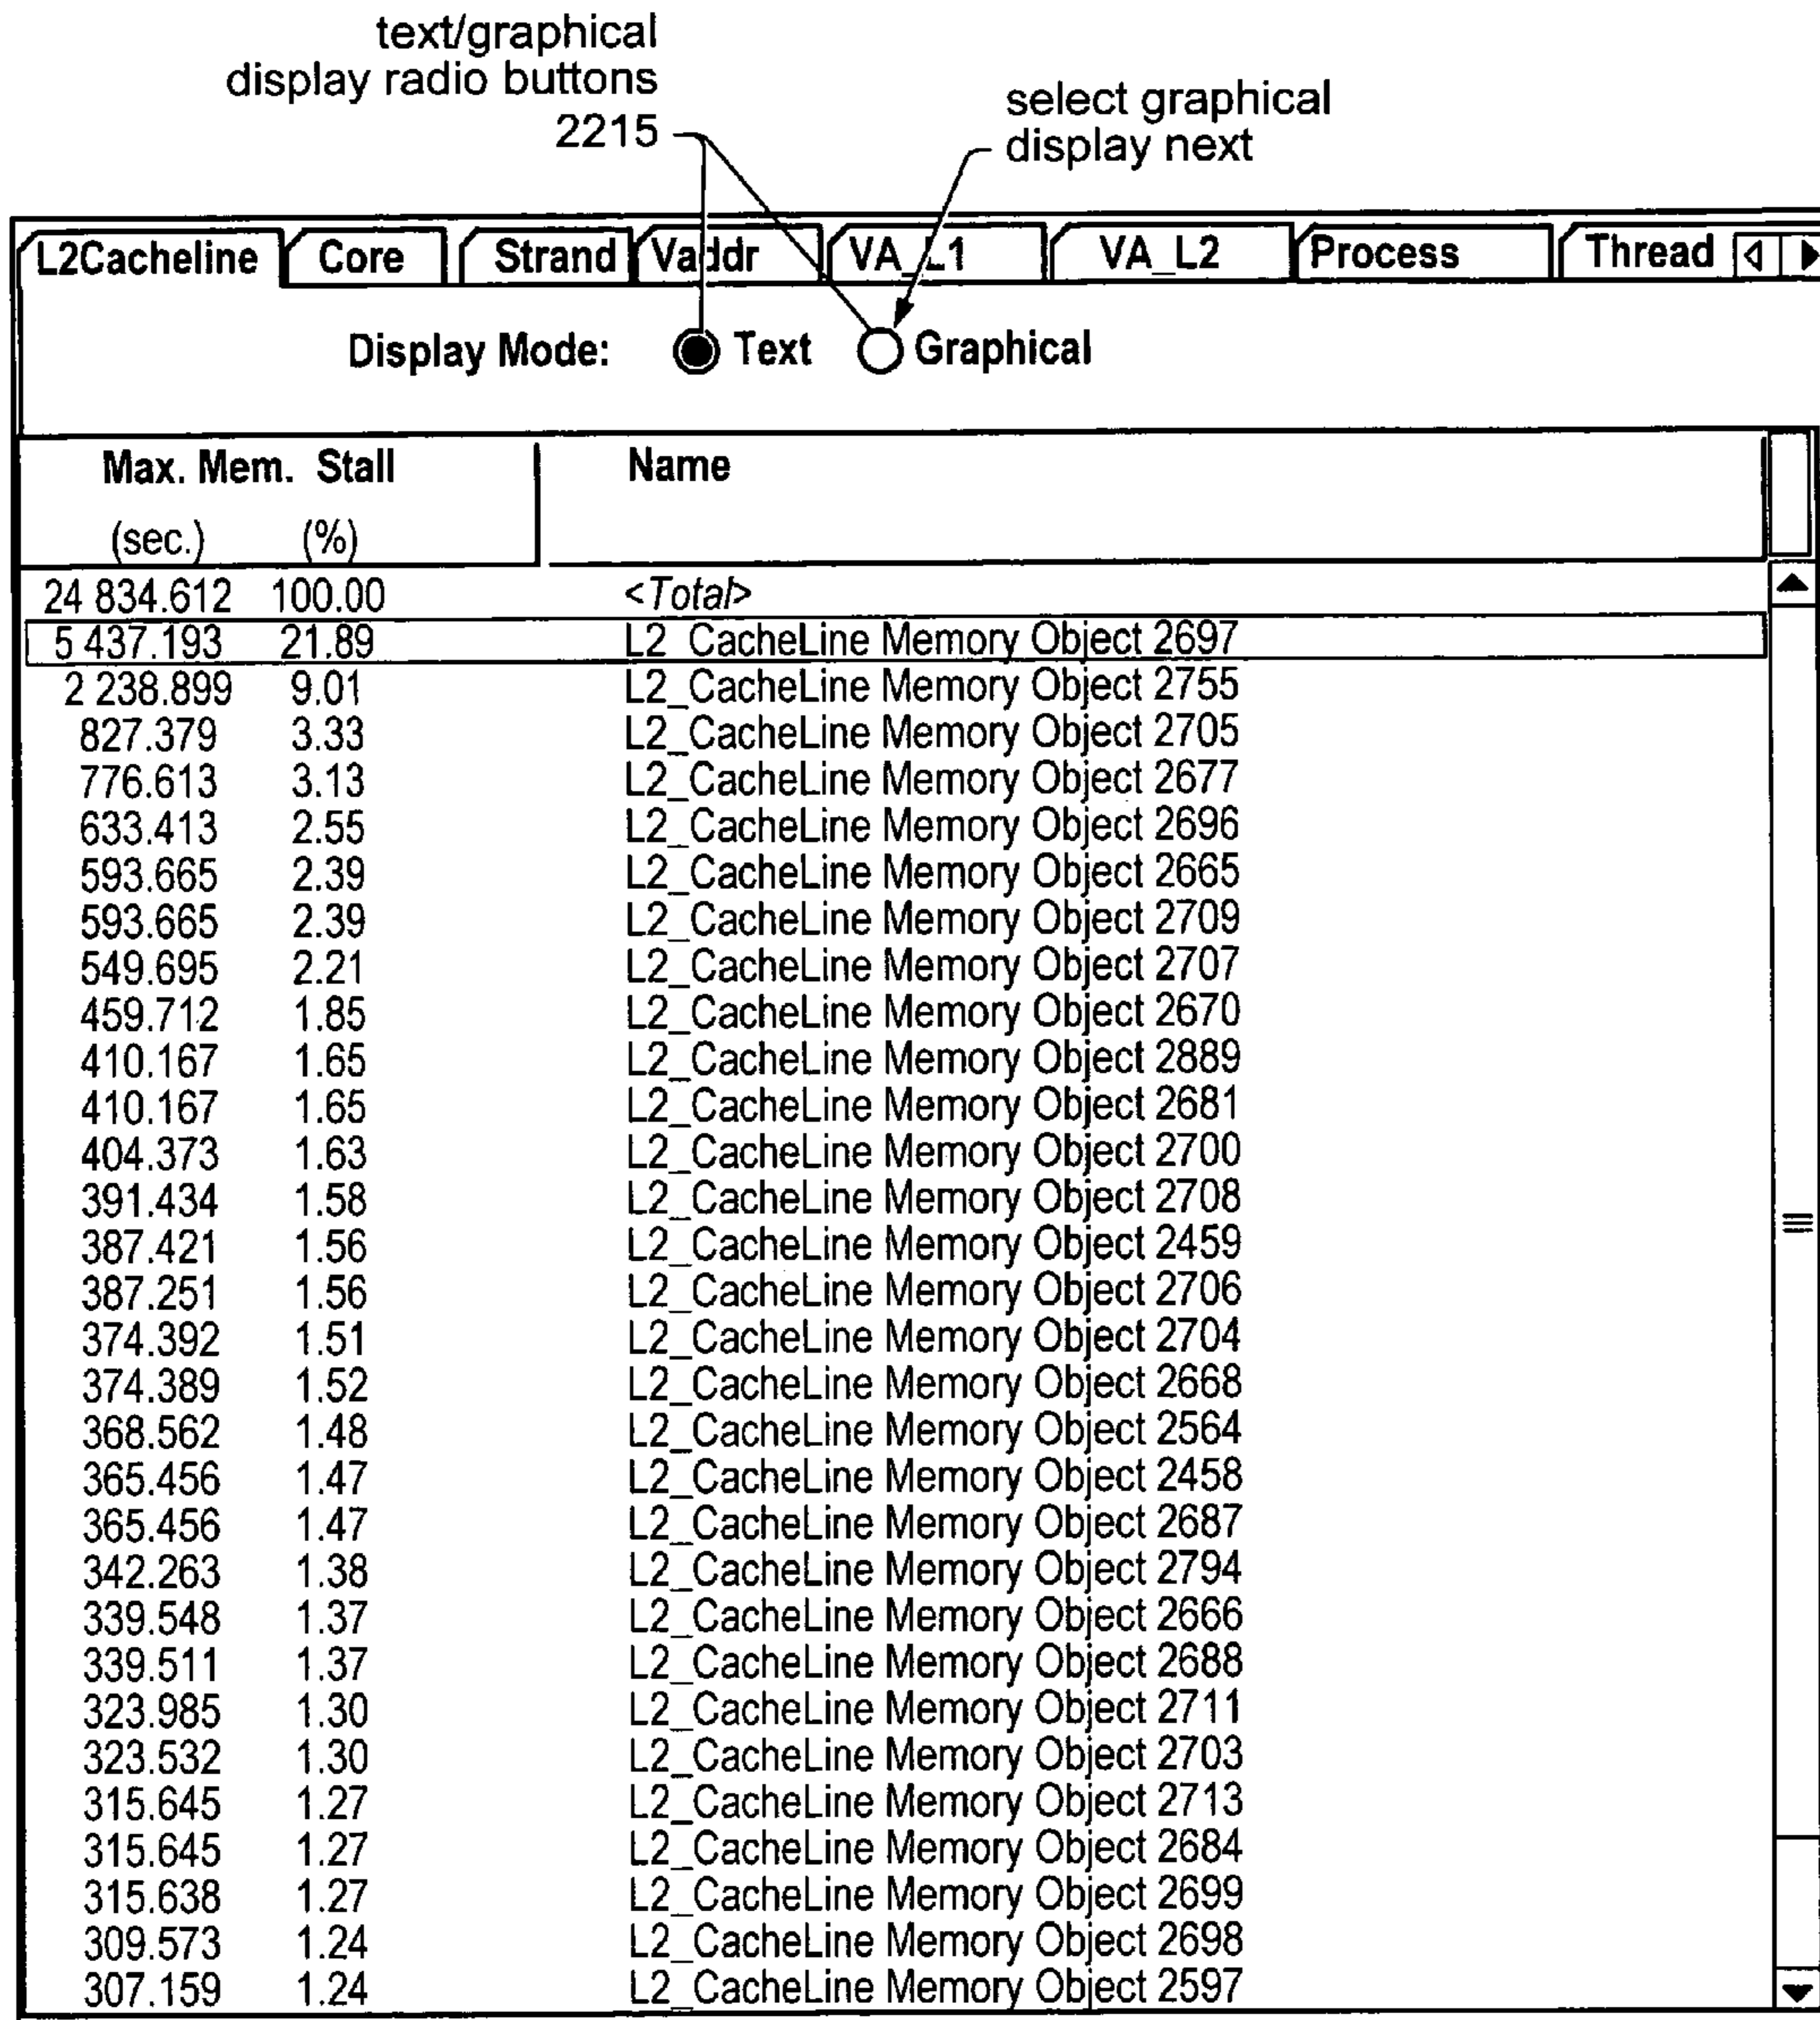 text/graphical
display radio buttons
2215
select graphical
display next
L2Cacheline Core Strand Vaddr VA_L1 VA_L2 Process Thread
Display Mode: Text Graphical
Max. Mem. Stall Name
(sec.) (%)
24 834.612 100.00 <Total>
5 437.193 21.89 L2_CacheLine Memory Object 2697
2 238.899 9.01 L2_CacheLine Memory Object 2755
827.379 3.33 L2_CacheLine Memory Object 2705
776.613 3.13 L2_CacheLine Memory Object 2677
633.413 2.55 L2_CacheLine Memory Object 2696
593.665 2.39 L2_CacheLine Memory Object 2665
593.665 2.39 L2_CacheLine Memory Object 2709
549.695 2.21 L2_CacheLine Memory Object 2707
459.712 1.85 L2_CacheLine Memory Object 2670
410.167 1.65 L2_CacheLine Memory Object 2889
410.167 1.65 L2_CacheLine Memory Object 2681
404.373 1.63 L2_CacheLine Memory Object 2700
391.434 1.58 L2_CacheLine Memory Object 2708
387.421 1.56 L2_CacheLine Memory Object 2459
387.251 1.56 L2_CacheLine Memory Object 2706
374.392 1.51 L2_CacheLine Memory Object 2704
374.389 1.52 L2_CacheLine Memory Object 2668
368.562 1.48 L2_CacheLine Memory Object 2564
365.456 1.47 L2_CacheLine Memory Object 2458
365.456 1.47 L2_CacheLine Memory Object 2687
342.263 1.38 L2_CacheLine Memory Object 2794
339.548 1.37 L2_CacheLine Memory Object 2666
339.511 1.37 L2_CacheLine Memory Object 2688
323.985 1.30 L2_CacheLine Memory Object 2711
323.532 1.30 L2_CacheLine Memory Object 2703
315.645 1.27 L2_CacheLine Memory Object 2713
315.645 1.27 L2_CacheLine Memory Object 2684
315.638 1.27 L2_CacheLine Memory Object 2699
309.573 1.24 L2_CacheLine Memory Object 2698
307.159 1.24 L2_CacheLine Memory Object 2597